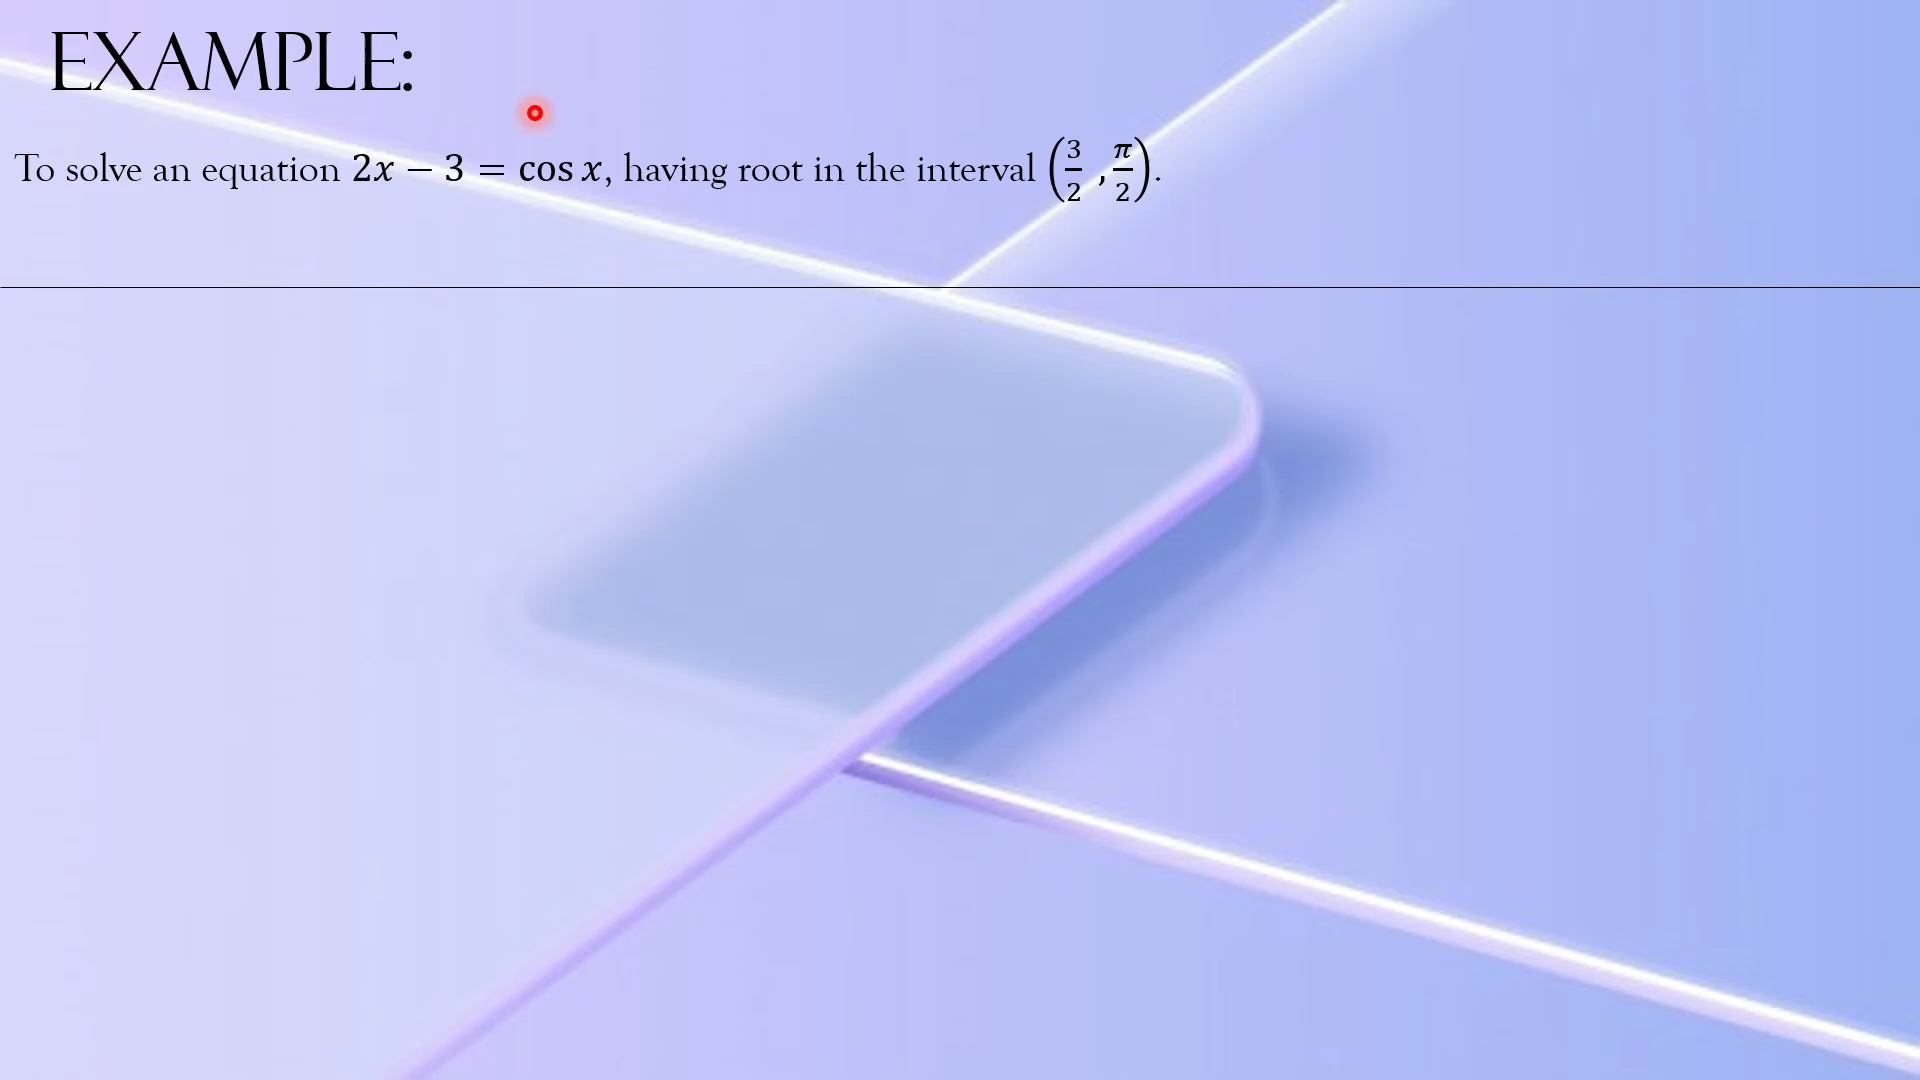 EXAMPLE:
To solve an equation 2x − 3 = cos x, having root in the interval (3/2 , π/2).